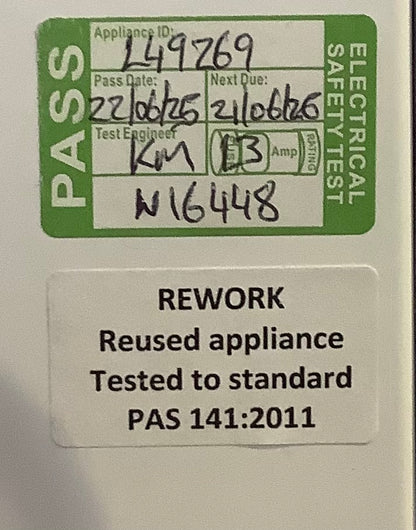 PASS
Appliance ID:
L49269
Pass Date:
Next Due:
22/06/25
21/06/26
Test Engineer
KM
13
Amp
RATING
N16448
ELECTRICAL
SAFETY TEST
REWORK
Reused appliance
Tested to standard
PAS 141:2011